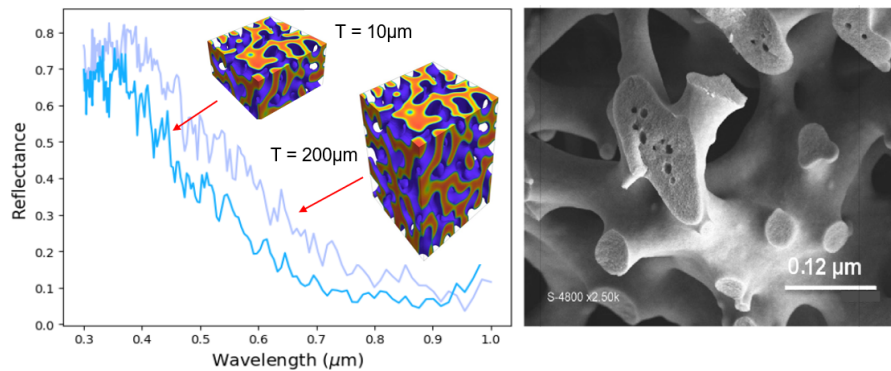 0.8
0.7
0.6
0.5
0.4
0.3
0.2
0.1
0.0
Reflectance
T = 10µm
T = 200µm
0.3 0.4 0.5 0.6 0.7 0.8 0.9 1.0
Wavelength (µm)
0.12 µm
S-4800 x2.50k